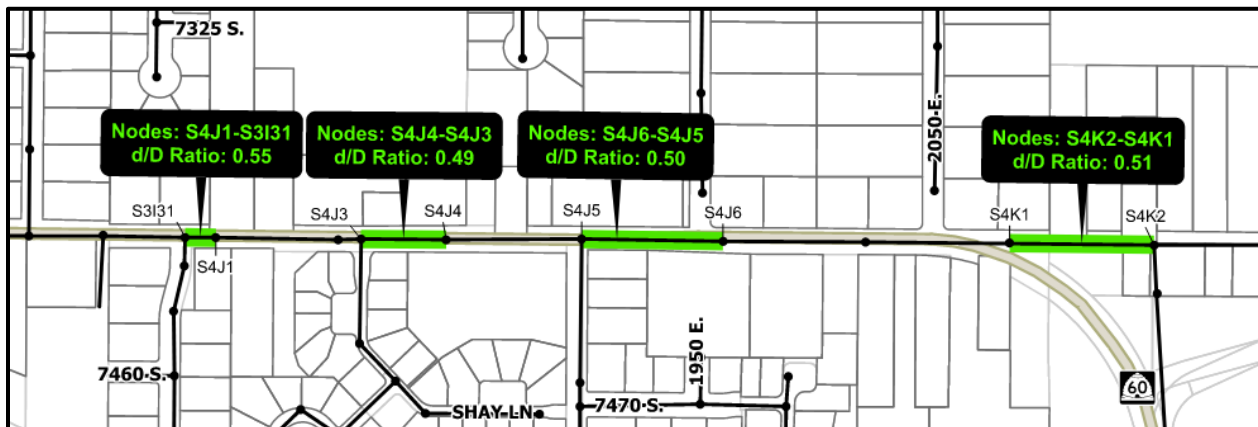 7325 S.
Nodes: S4J1-S3I31
d/D Ratio: 0.55
Nodes: S4J4-S4J3
d/D Ratio: 0.49
Nodes: S4J6-S4J5
d/D Ratio: 0.50
2050 E.
Nodes: S4K2-S4K1
d/D Ratio: 0.51
S3I31
S4J3
S4J4
S4J5
S4J6
S4K1
S4K2
S4J1
7460 S.
1950 E.
60
SHAY LN
7470 S.